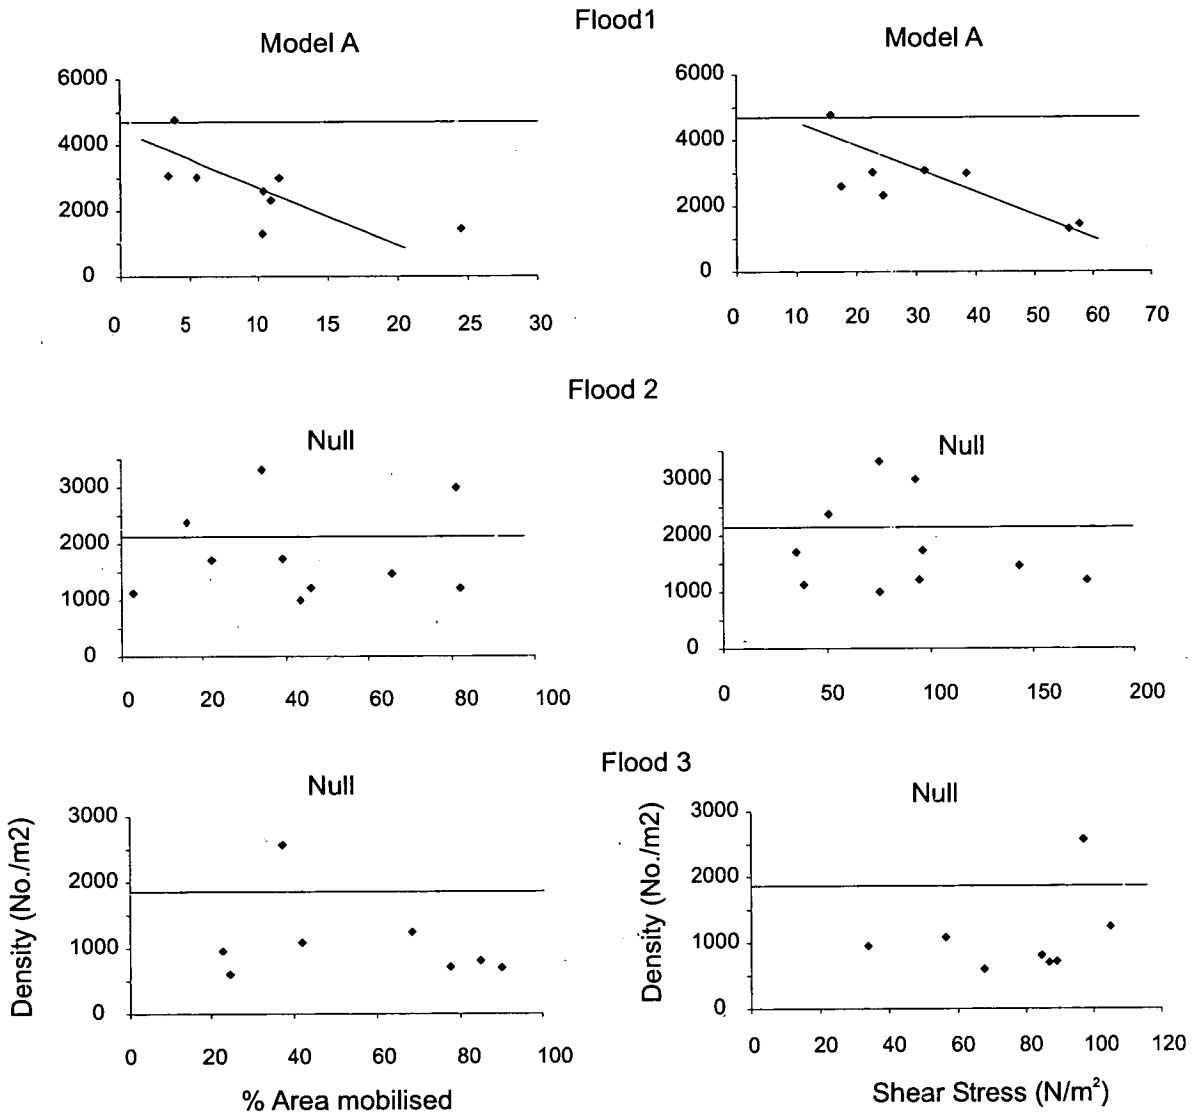 Flood1
Model A
Model A
6000
4000
2000
0
0 5 10 15 20 25 30
6000
4000
2000
0
0 10 20 30 40 50 60 70
Flood 2
Null
Null
3000
2000
1000
0
0 20 40 60 80 100
3000
2000
1000
0
0 50 100 150 200
Flood 3
Null
Null
Density (No./m2)
3000
2000
1000
0
0 20 40 60 80 100
% Area mobilised
Density (No./m2)
3000
2000
1000
0
0 20 40 60 80 100 120
Shear Stress (N/m²)